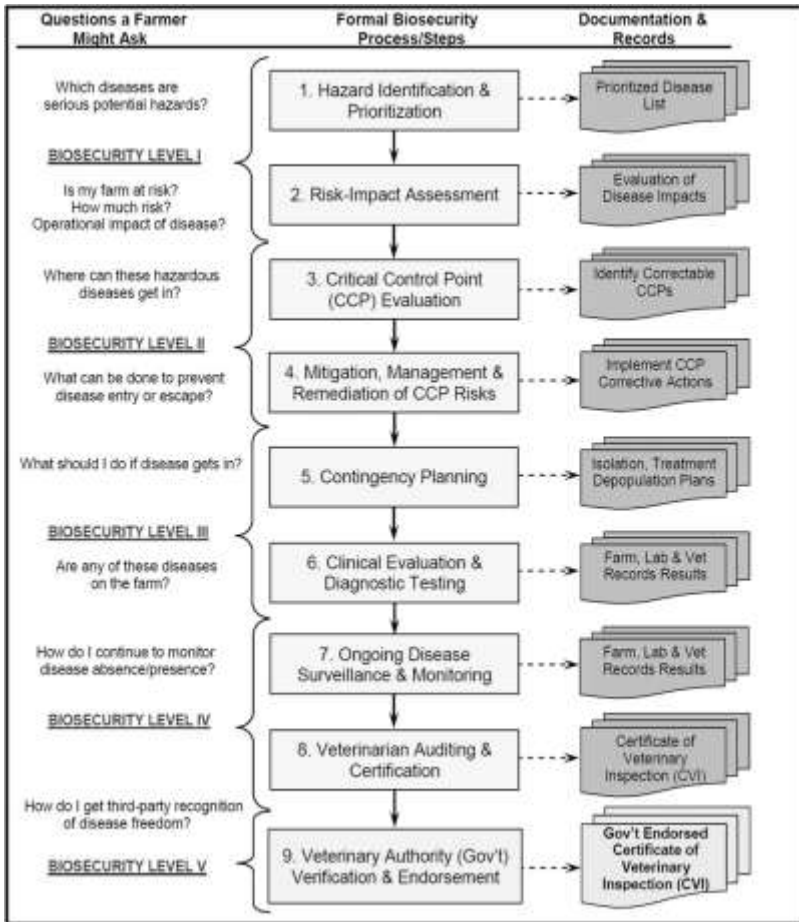 Questions a Farmer
Might Ask
Formal Biosecurity
Process/Steps
Documentation &
Records
Which diseases are
serious potential hazards?
1. Hazard Identification &
Prioritization
Prioritized Disease
List
BIOSECURITY LEVEL I
Is my farm at risk?
How much risk?
Operational impact of disease?
2. Risk-Impact Assessment
Evaluation of
Disease Impacts
Where can these hazardous
diseases get in?
3. Critical Control Point
(CCP) Evaluation
Identify Correctable
CCPs
BIOSECURITY LEVEL II
What can be done to prevent
disease entry or escape?
4. Mitigation, Management &
Remediation of CCP Risks
Implement CCP
Corrective Actions
What should I do if disease gets in?
5. Contingency Planning
Isolation, Treatment
Depopulation Plans
BIOSECURITY LEVEL III
Are any of these diseases
on the farm?
6. Clinical Evaluation &
Diagnostic Testing
Farm, Lab & Vet
Records Results
How do I continue to monitor
disease absence/presence?
7. Ongoing Disease
Surveillance & Monitoring
Farm, Lab & Vet
Records Results
BIOSECURITY LEVEL IV
8. Veterinarian Auditing &
Certification
Certificate of
Veterinary
Inspection (CVI)
How do I get third-party recognition
of disease freedom?
BIOSECURITY LEVEL V
9. Veterinary Authority (Gov't)
Verification & Endorsement
Gov't Endorsed
Certificate of
Veterinary
Inspection (CVI)